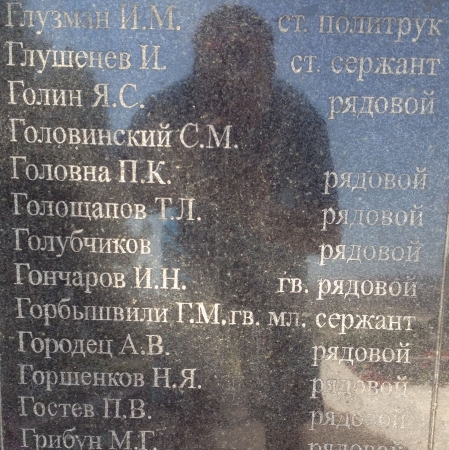 Глузман И.М. ст. политрук
Глушенев И. ст. сержант
Голин Я.С. рядовой
Головинский С.М.
Головна П.К. рядовой
Голощапов Т.Л. рядовой
Голубчиков рядовой
Гончаров И.Н. гв. рядовой
Горбышвили Г.М. гв. мл. сержант
Городец А.В. рядовой
Горшенков Н.Я. рядовой
Гостев П.В. рядовой
Грибун М.Г. рядовой